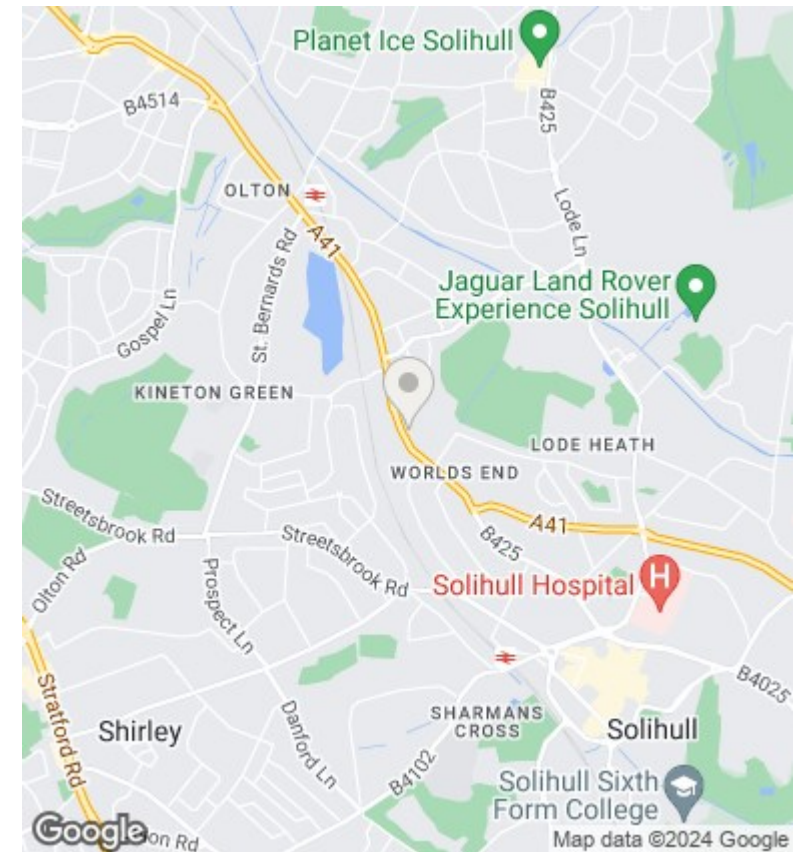 Planet Ice Solihull
B4514
B425
OLTON
Lode Ln
A41
St. Bernards Rd
Jaguar Land Rover
Experience Solihull
Gospel Ln
KINETON GREEN
LODE HEATH
WORLDS END
Streetsbrook Rd
A41
B425
Streetsbrook Rd
Olton Rd
Prospect Ln
Solihull Hospital
H
B4025
Stratford Rd
SHARMANS
CROSS
Shirley
Solihull
Danford Ln
B4102
Solihull Sixth
Form College
Google
on Rd
Map data ©2024 Google